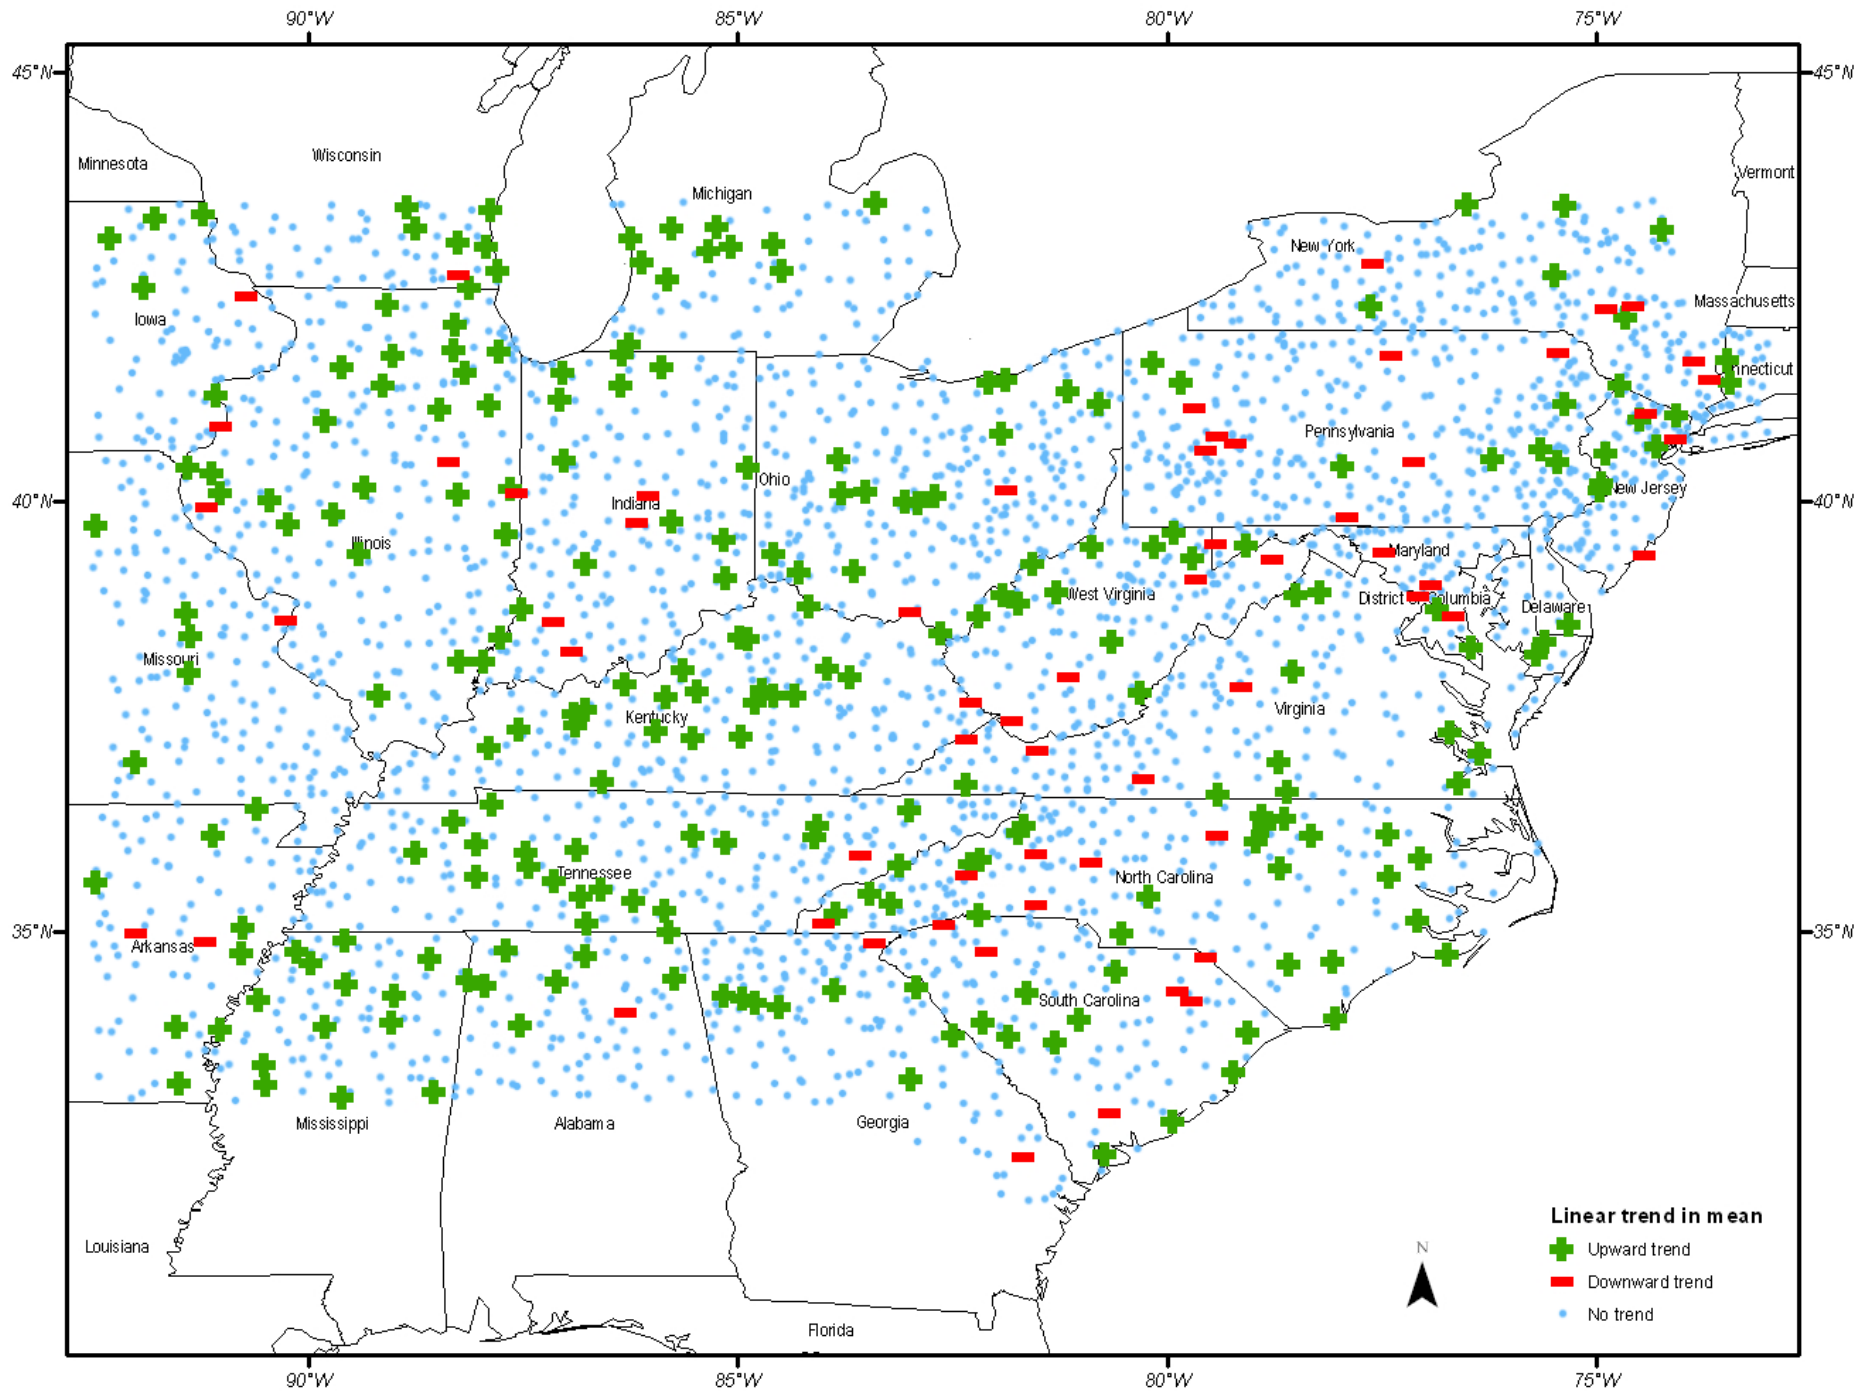 90°W 85°W 80°W 75°W
45°N 45°N
Wisconsin
Minnesota
Vermont
Michigan
New York
Massachusetts
Iowa
nnecticut
Pennsylvania
Ohio
New Jersey
40°N Indiana 40°N
Illinois
Maryland
West Virginia
District of Columbia
Delaware
Missouri
Virginia
Kentucky
Tennessee
North Carolina
35°N 35°N
Arkansas
South Carolina
Mississippi
Alabama
Georgia
Louisiana
Florida
Linear trend in mean
N
Upward trend
Downward trend
No trend
90°W 85°W 80°W 75°W